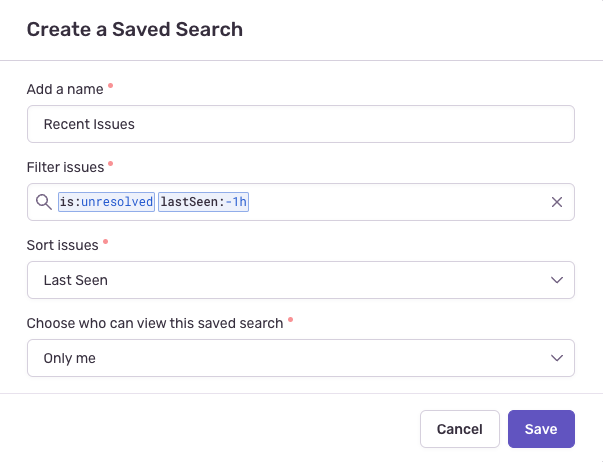 Create a Saved Search
Add a name *
Recent Issues
Filter issues *
is:unresolved lastSeen:-1h
Sort issues *
Last Seen
Choose who can view this saved search *
Only me
Cancel Save